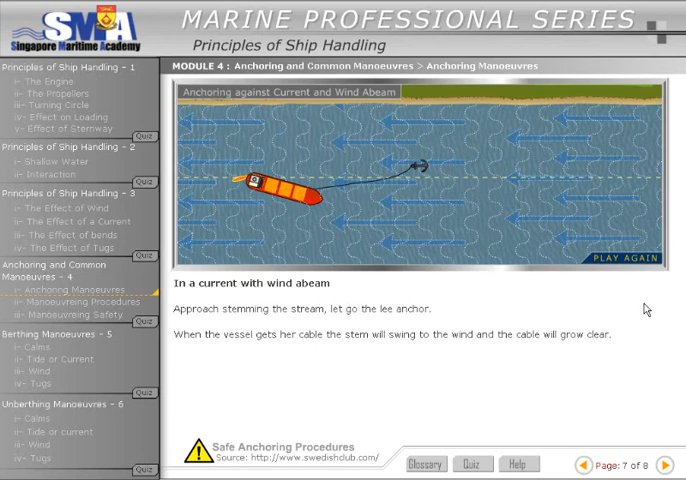 SMA
Singapore Maritime Academy
MARINE PROFESSIONAL SERIES
Principles of Ship Handling
MODULE 4 : Anchoring and Common Manoeuvres > Anchoring Manoeuvres
Principles of Ship Handling - 1
i- The Engine
ii- The Propellers
iii- Turning Circle
iv- Effect on Loading
v- Effect of Sternway
Quiz
Principles of Ship Handling - 2
i- Shallow Water
ii- Interaction
Quiz
Principles of Ship Handling - 3
i- The Effect of Wind
ii- The Effect of a Current
iii- The Effect of bends
iv- The Effect of Tugs
Quiz
Anchoring and Common
Manoeuvres - 4
i- Anchoring Manoeuvres
ii- Manouvreing Procedures
iii- Manoeuvring Safety
Quiz
Berthing Manoeuvres - 5
i- Calms
ii- Tide or Current
iii- Wind
iv- Tugs
Quiz
Unberthing Manoeuvres - 6
i- Calms
ii- Tide or current
iii- Wind
iv- Tugs
Quiz
Anchoring against Current and Wind Abeam
PLAY AGAIN
In a current with wind abeam
Approach stemming the stream, let go the lee anchor.
When the vessel gets her cable the stem will swing to the wind and the cable will grow clear.
Safe Anchoring Procedures
Source: http://www.swedishclub.com/
Glossary
Quiz
Help
Page: 7 of 8